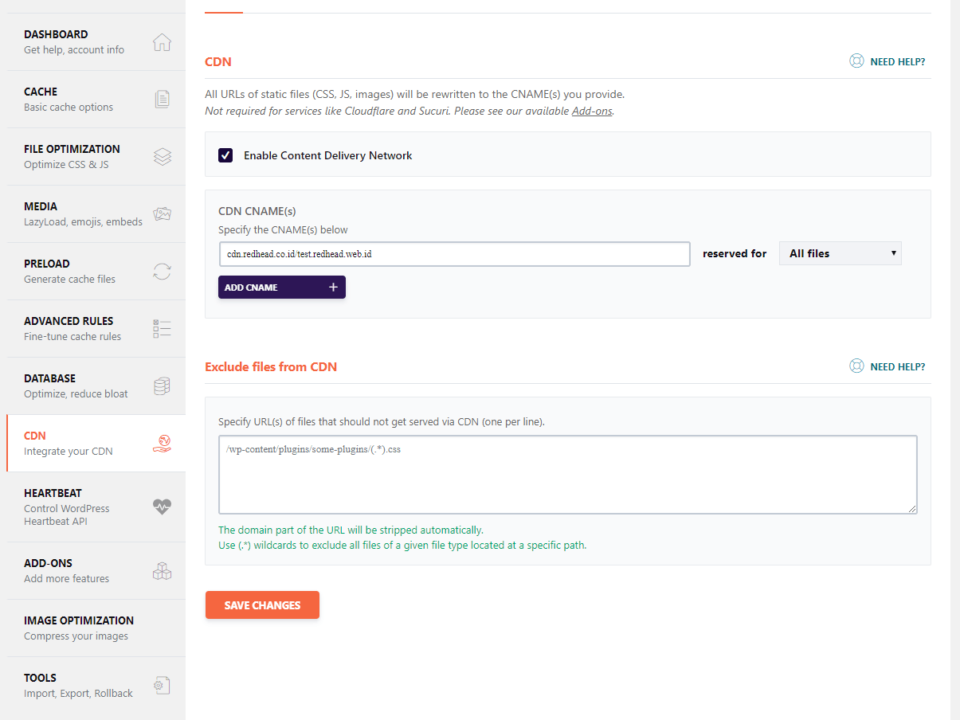 DASHBOARD
Get help, account info
CACHE
Basic cache options
FILE OPTIMIZATION
Optimize CSS & JS
MEDIA
LazyLoad, emojis, embeds
PRELOAD
Generate cache files
ADVANCED RULES
Fine-tune cache rules
DATABASE
Optimize, reduce bloat
CDN
Integrate your CDN
HEARTBEAT
Control WordPress
Heartbeat API
ADD-ONS
Add more features
IMAGE OPTIMIZATION
Compress your images
TOOLS
Import, Export, Rollback
CDN
NEED HELP?
All URLs of static files (CSS, JS, images) will be rewritten to the CNAME(s) you provide.
Not required for services like Cloudflare and Sucuri. Please see our available Add-ons.
Enable Content Delivery Network
CDN CNAME(s)
Specify the CNAME(s) below
cdn.redhead.co.id/test.redhead.web.id
reserved for
All files
ADD CNAME +
Exclude files from CDN
NEED HELP?
Specify URL(s) of files that should not get served via CDN (one per line).
/wp-content/plugins/some-plugins/(.*).css
The domain part of the URL will be stripped automatically.
Use (.*) wildcards to exclude all files of a given file type located at a specific path.
SAVE CHANGES